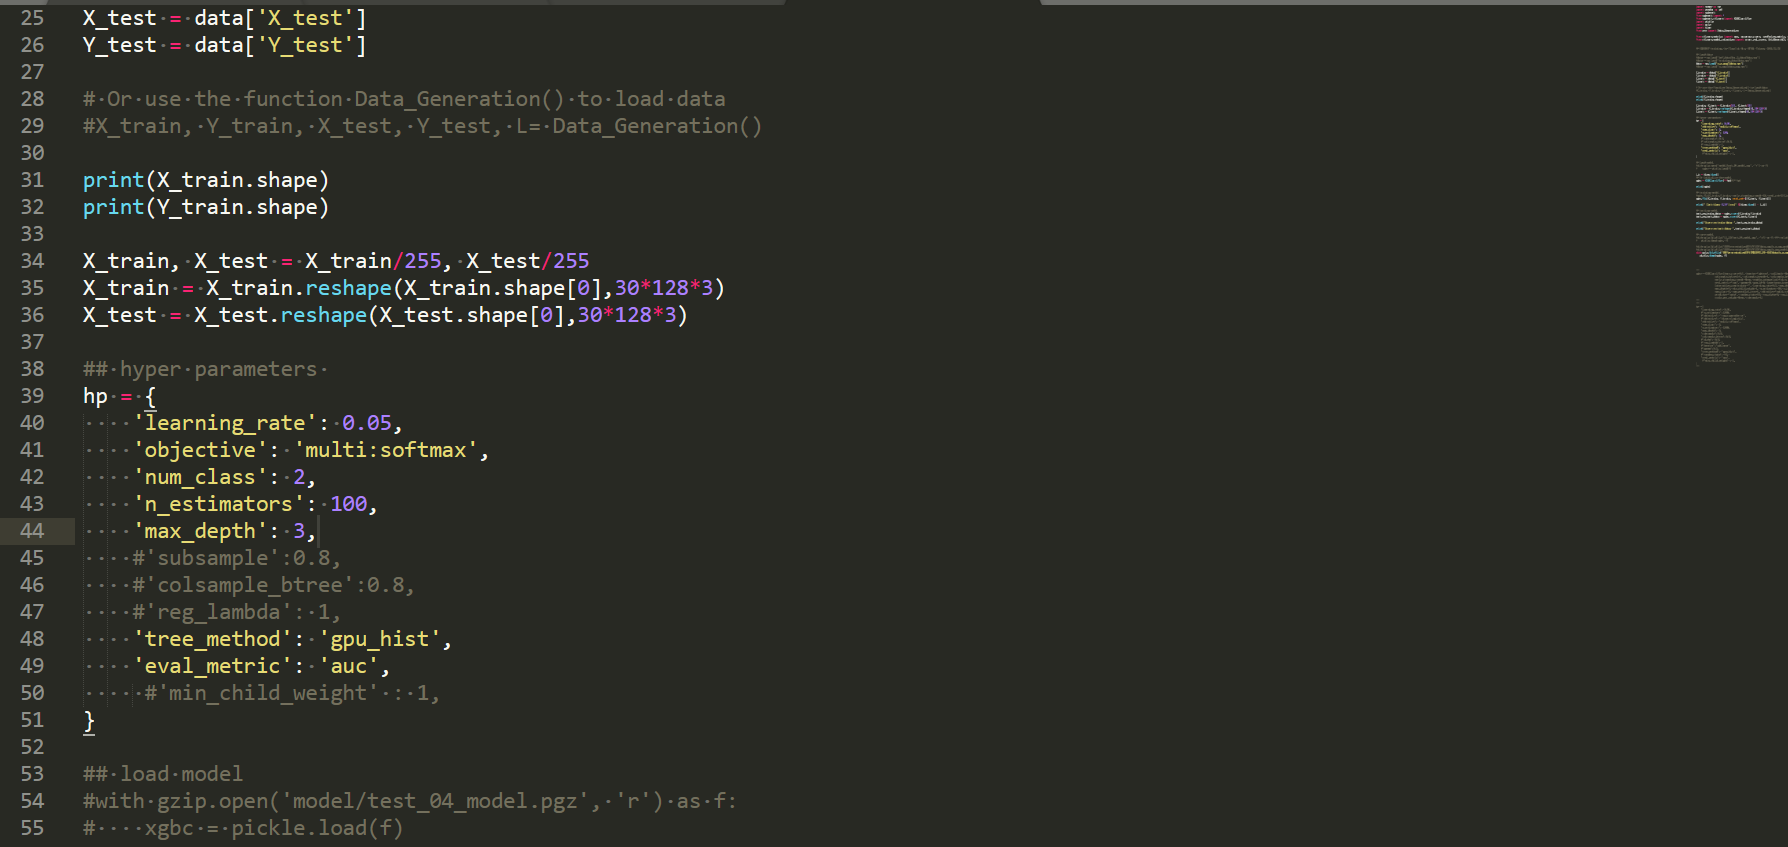 25 X_test = data['X_test']
26 Y_test = data['Y_test']
27
28 # Or use the function Data_Generation() to load data
29 #X_train, Y_train, X_test, Y_test, L= Data_Generation()
30
31 print(X_train.shape)
32 print(Y_train.shape)
33
34 X_train, X_test = X_train/255, X_test/255
35 X_train = X_train.reshape(X_train.shape[0],30*128*3)
36 X_test = X_test.reshape(X_test.shape[0],30*128*3)
37
38 ## hyper parameters
39 hp = {
40     'learning_rate': 0.05,
41     'objective': 'multi:softmax',
42     'num_class': 2,
43     'n_estimators': 100,
44     'max_depth': 3,
45     #'subsample':0.8,
46     #'colsample_btree':0.8,
47     #'reg_lambda': 1,
48     'tree_method': 'gpu_hist',
49     'eval_metric': 'auc',
50      #'min_child_weight' : 1,
51 }
52
53 ## load model
54 #with gzip.open('model/test_04_model.pgz', 'r') as f:
55 #    xgbc = pickle.load(f)